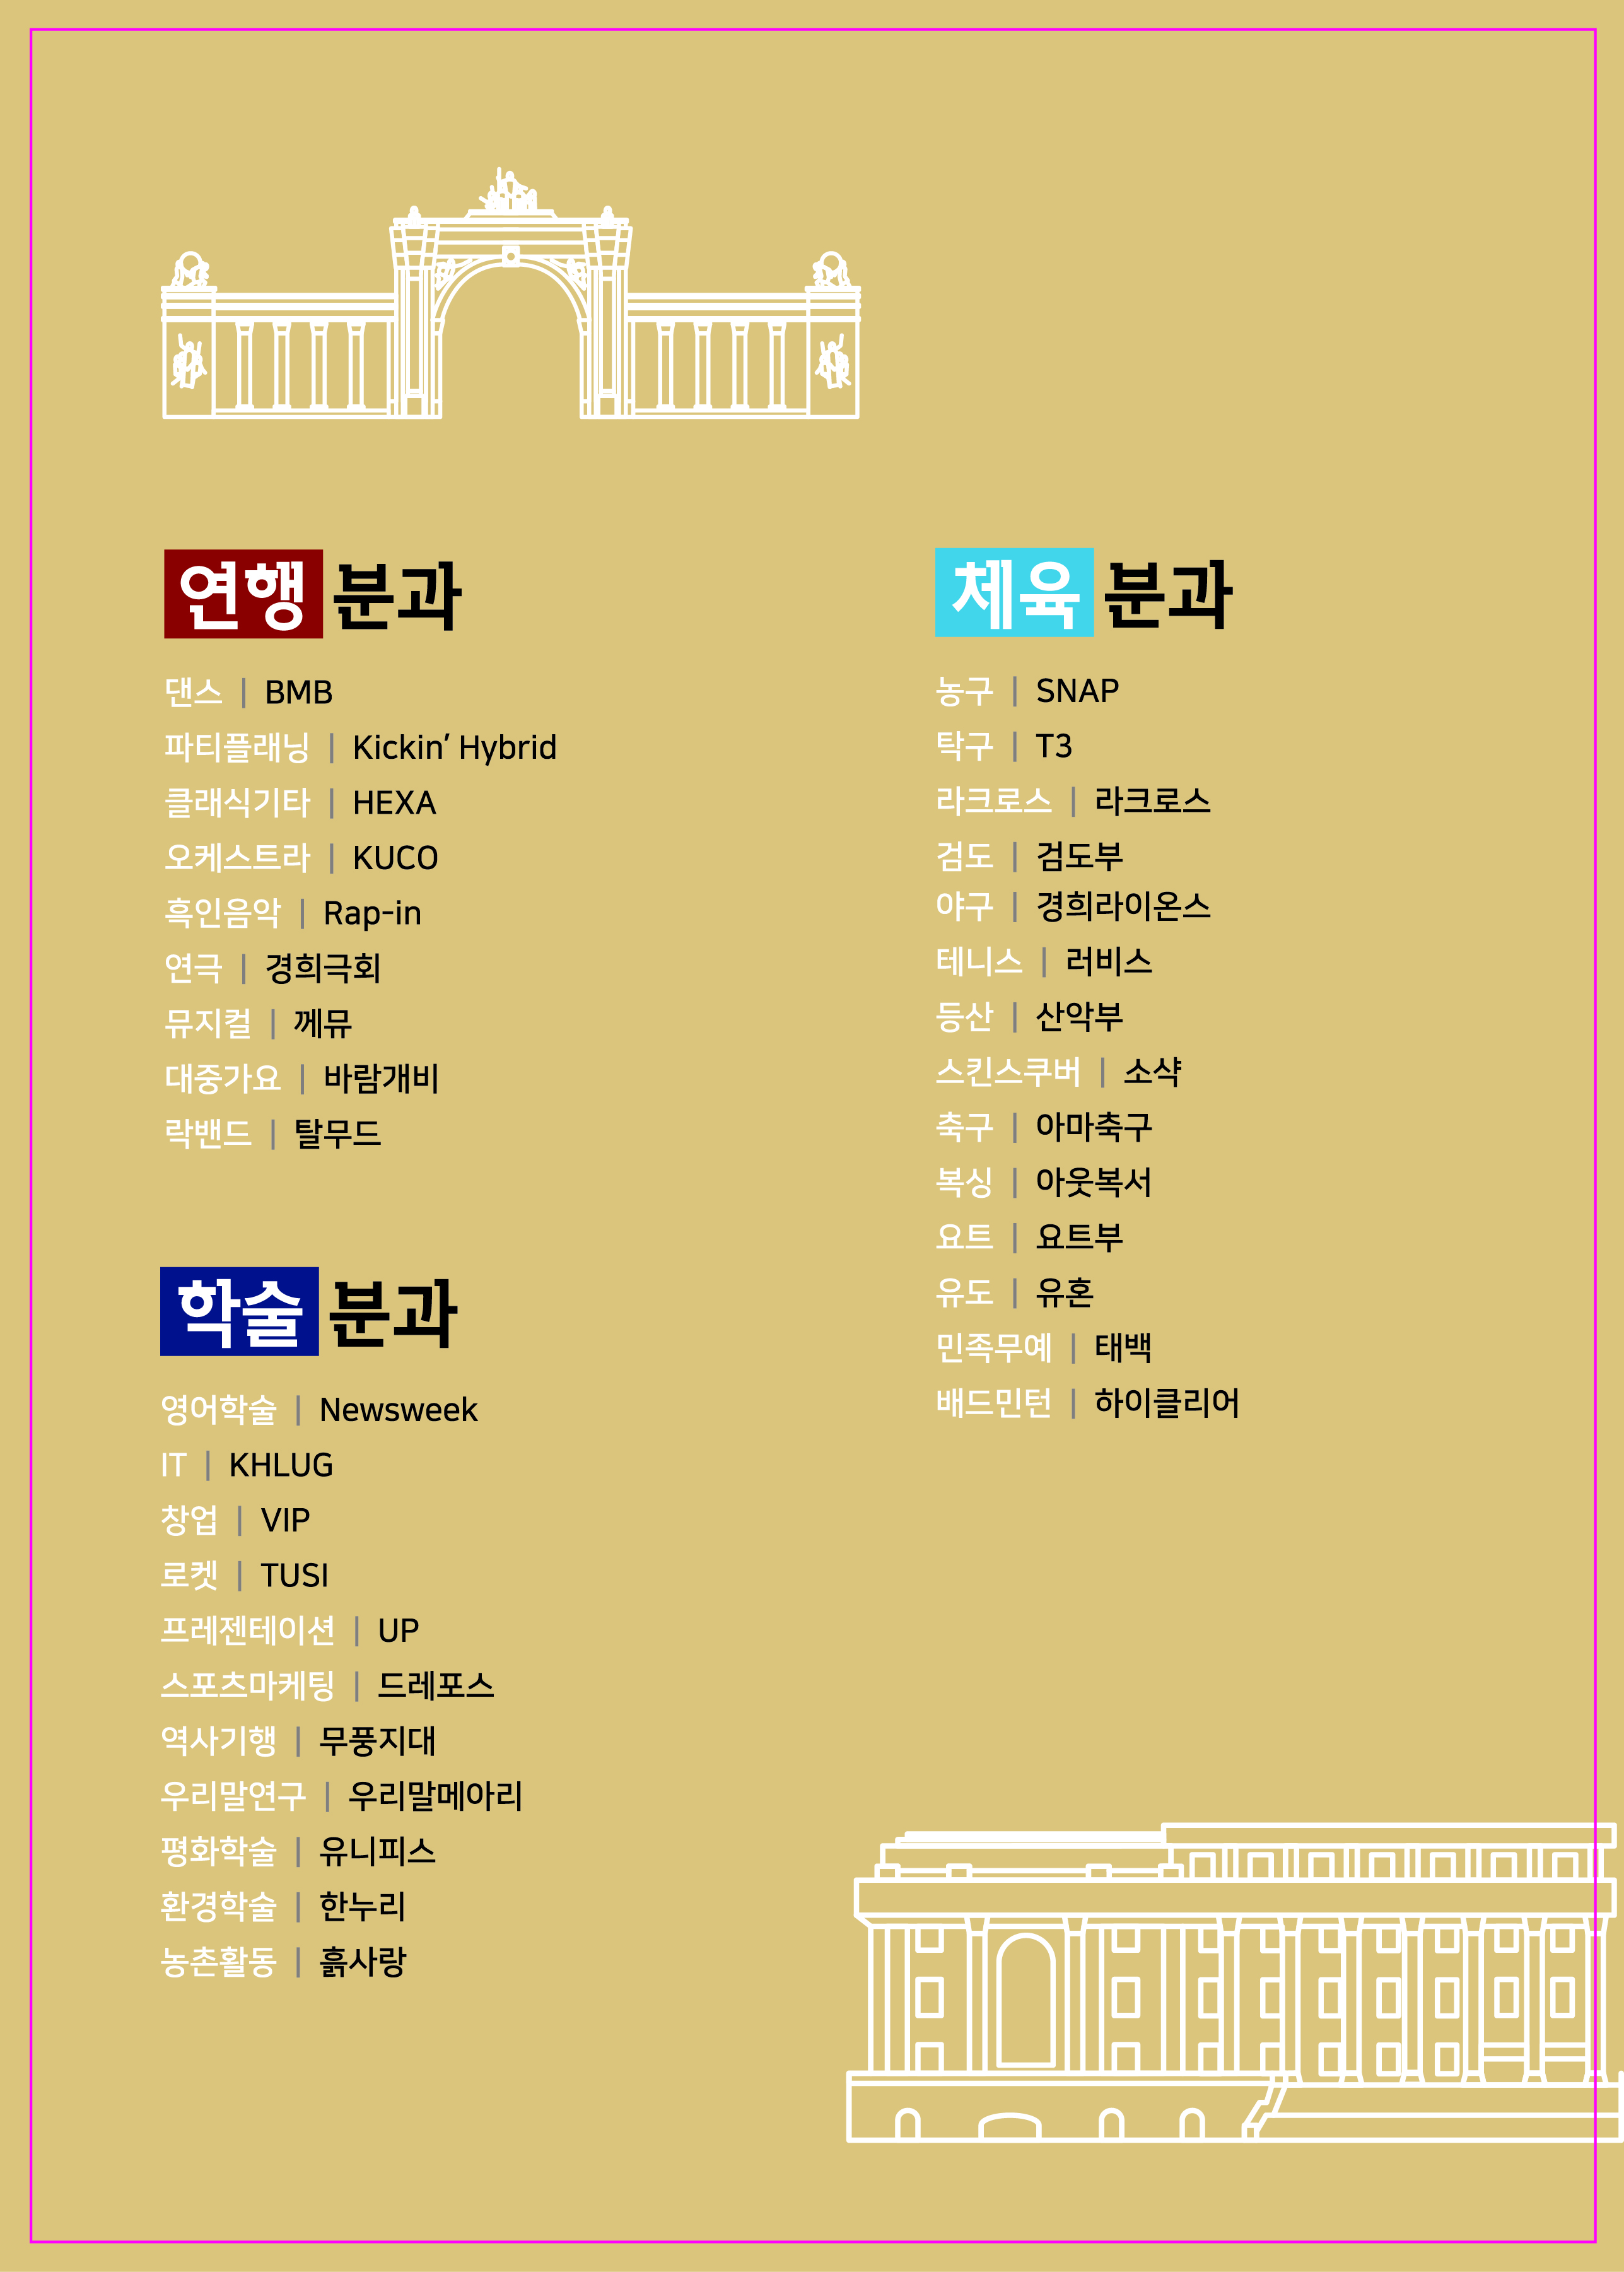 연행 분과
댄스 | BMB
파티플래닝 | Kickin’ Hybrid
클래식기타 | HEXA
오케스트라 | KUCO
흑인음악 | Rap-in
연극 | 경희극회
뮤지컬 | 께뮤
대중가요 | 바람개비
락밴드 | 탈무드
학술 분과
영어학술 | Newsweek
IT | KHLUG
창업 | VIP
로켓 | TUSI
프레젠테이션 | UP
스포츠마케팅 | 드레포스
역사기행 | 무풍지대
우리말연구 | 우리말메아리
평화학술 | 유니피스
환경학술 | 한누리
농촌활동 | 흙사랑
체육 분과
농구 | SNAP
탁구 | T3
라크로스 | 라크로스
검도 | 검도부
야구 | 경희라이온스
테니스 | 러비스
등산 | 산악부
스킨스쿠버 | 소샥
축구 | 아마축구
복싱 | 아웃복서
요트 | 요트부
유도 | 유혼
민족무예 | 태백
배드민턴 | 하이클리어